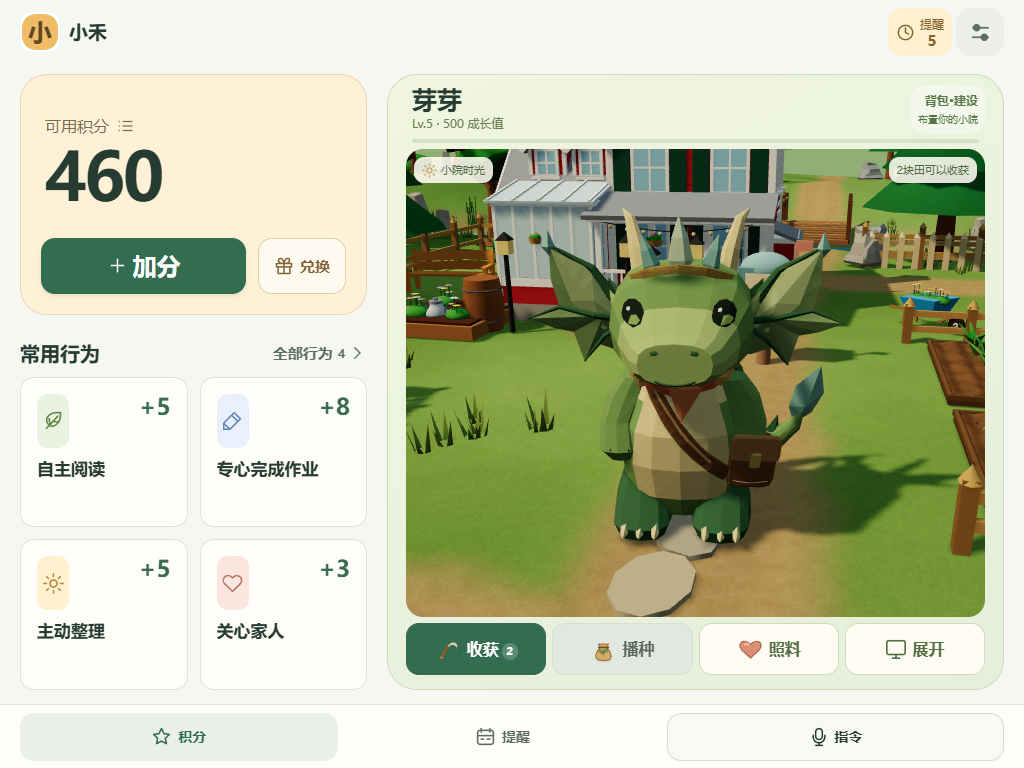 小 小禾
提醒
5
可用积分
460
+ 加分
兑换
常用行为
全部行为 4
+5
自主阅读
+8
专心完成作业
+5
主动整理
+3
关心家人
芽芽
Lv.5 · 500 成长值
背包•建设
布置你的小院
小院时光
2块田可以收获
收获 2
播种
照料
展开
积分
提醒
指令